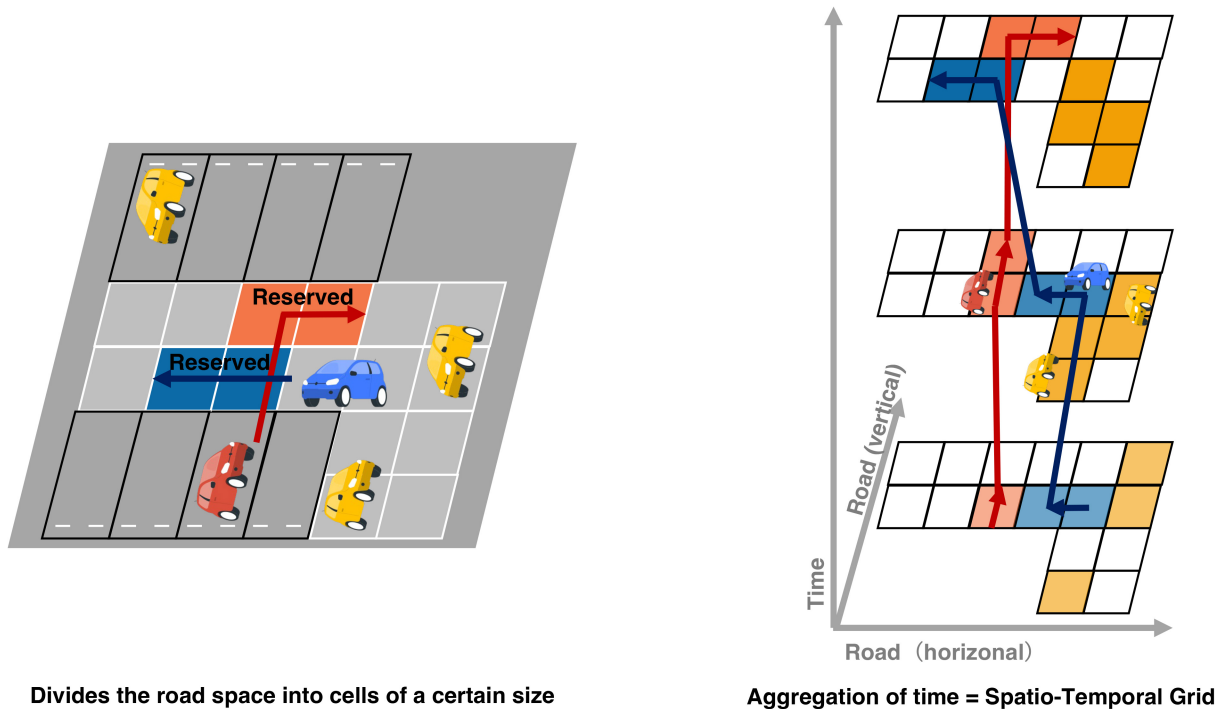 Reserved
Reserved
Divides the road space into cells of a certain size
Time
Road (vertical)
Road（horizonal）
Aggregation of time = Spatio-Temporal Grid